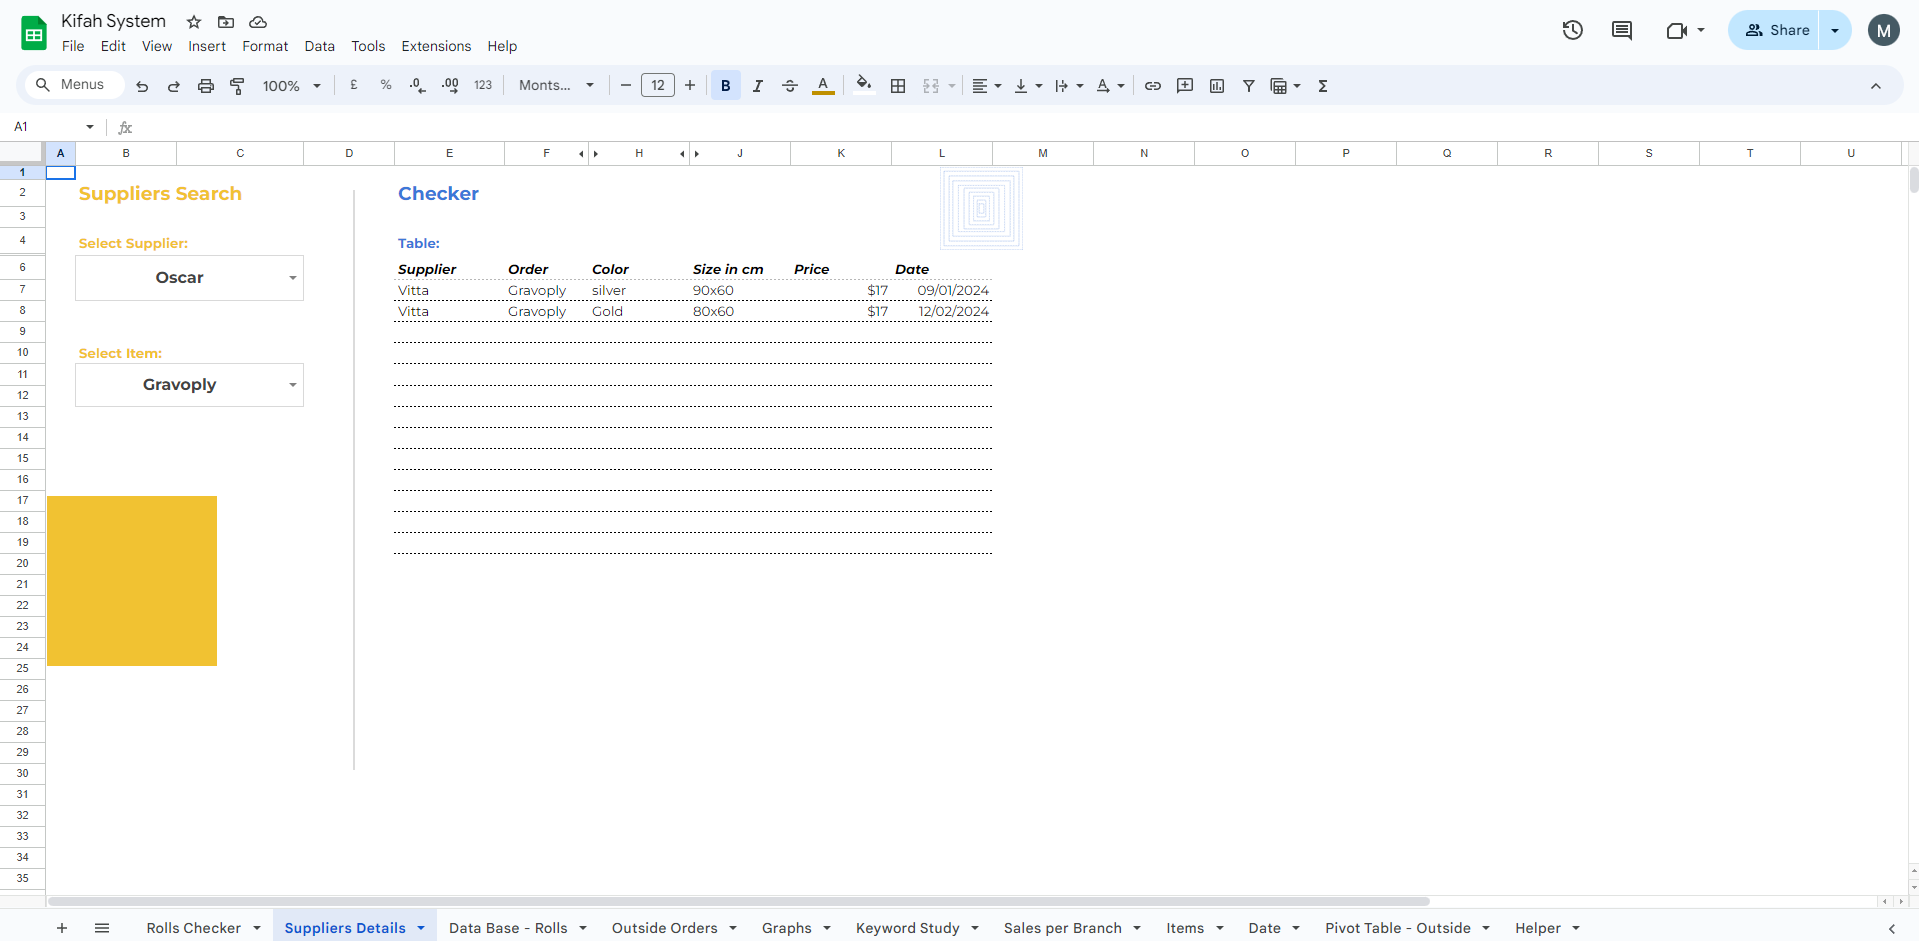 Kifah System
File Edit View Insert Format Data Tools Extensions Help
Share
M
Menus 100% £ % .0 .00 123 Monts... 12 B I A
A1 fx
A B C D E F H J K L M N O P Q R S T U
1
2 Suppliers Search Checker
3
4 Select Supplier: Table:
6 Oscar Supplier Order Color Size in cm Price Date
7 Vitta Gravoply silver 90x60 $17 09/01/2024
8 Vitta Gravoply Gold 80x60 $17 12/02/2024
9
10 Select Item:
11 Gravoply
12
13
14
15
16
17
18
19
20
21
22
23
24
25
26
27
28
29
30
31
32
33
34
35
Rolls Checker Suppliers Details Data Base - Rolls Outside Orders Graphs Keyword Study Sales per Branch Items Date Pivot Table - Outside Helper